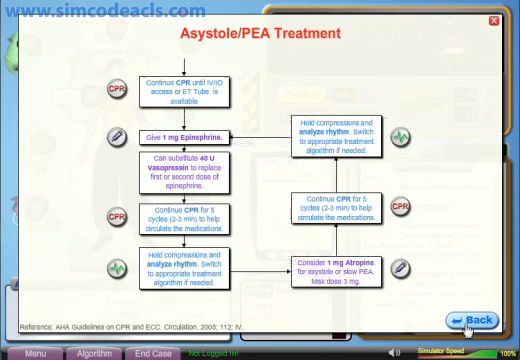 www.simcodeacls.com
Asystole/PEA Treatment
Continue CPR until IV/IO
access or ET Tube is
available
CPR
Give 1 mg Epinephrine.
Can substitute 40 U
Vasopressin to replace
first or second dose of
epinephrine.
CPR
Continue CPR for 5
cycles (2-3 min) to help
circulate the medications.
Hold compressions and
analyze rhythm. Switch
to appropriate treatment
algorithm if needed.
Consider 1 mg Atropine.
for asystole or slow PEA.
Max dose 3 mg.
Continue CPR for 5
cycles (2-3 min) to help
circulate the medications.
CPR
Hold compressions and
analyze rhythm. Switch
to appropriate treatment
algorithm if needed.
Back
Reference: AHA Guidelines on CPR and ECC. Circulation. 2005; 112: IV.
Menu
Algorithm
End Case
Not Logged In!
Simulator Speed
100%